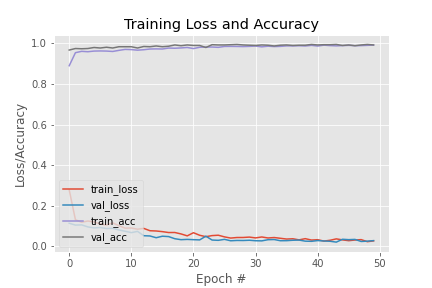 Training Loss and Accuracy
Loss/Accuracy
1.0
0.8
0.6
0.4
0.2
0.0
train_loss
val_loss
train_acc
val_acc
0 10 20 30 40 50
Epoch #